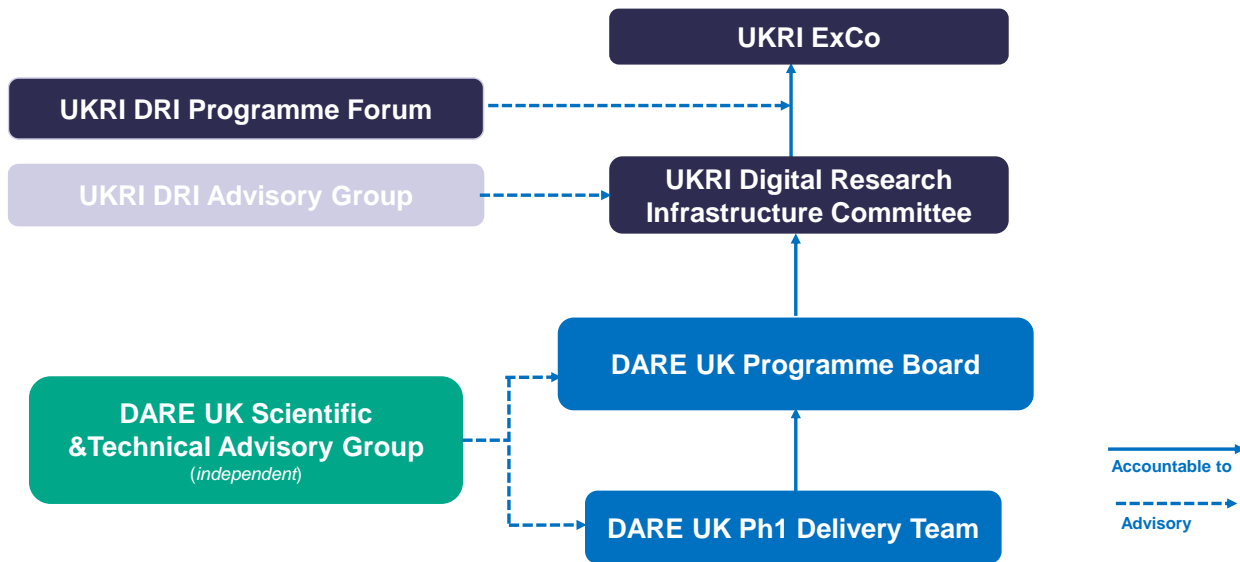 UKRI ExCo
UKRI DRI Programme Forum
UKRI DRI Advisory Group
UKRI Digital Research
Infrastructure Committee
DARE UK Programme Board
DARE UK Scientific
&Technical Advisory Group
(independent)
DARE UK Ph1 Delivery Team
Accountable to
Advisory